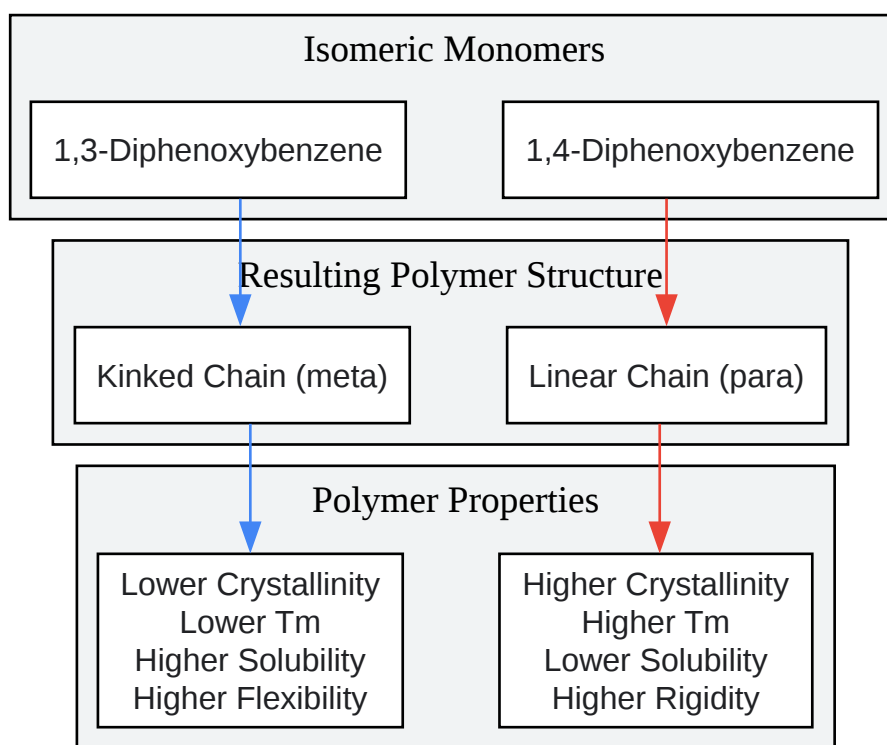 Isomeric Monomers
1,3-Diphenoxybenzene
1,4-Diphenoxybenzene
Resulting Polymer Structure
Kinked Chain (meta)
Linear Chain (para)
Polymer Properties
Lower Crystallinity
Lower Tm
Higher Solubility
Higher Flexibility
Higher Crystallinity
Higher Tm
Lower Solubility
Higher Rigidity